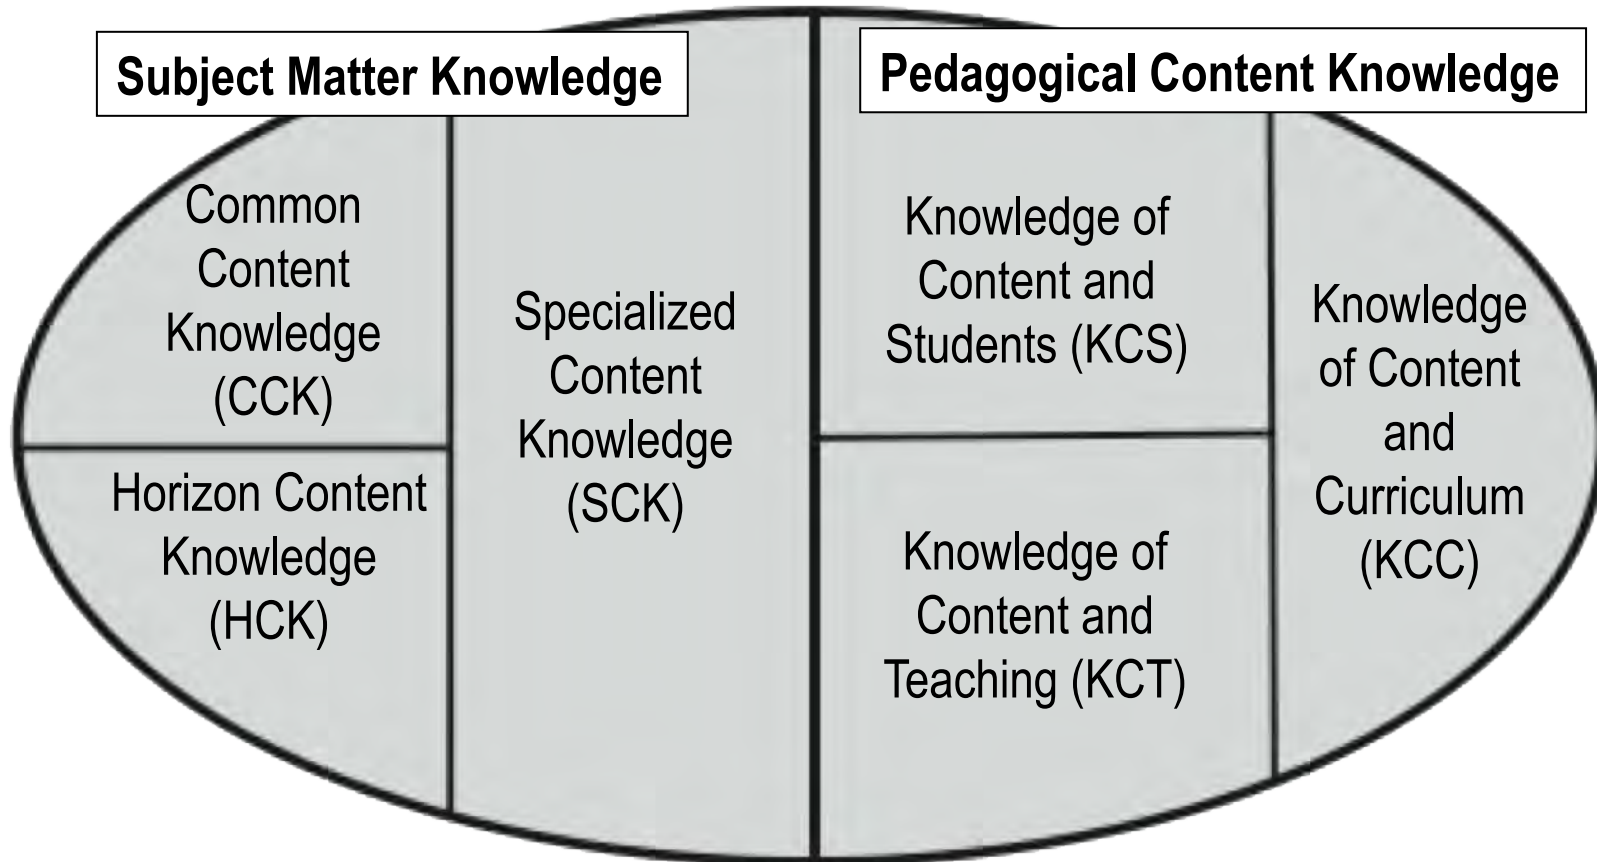 Subject Matter Knowledge
Pedagogical Content Knowledge
Common
Content
Knowledge
(CCK)
Horizon Content
Knowledge
(HCK)
Specialized
Content
Knowledge
(SCK)
Knowledge of
Content and
Students (KCS)
Knowledge of
Content and
Teaching (KCT)
Knowledge
of Content
and
Curriculum
(KCC)